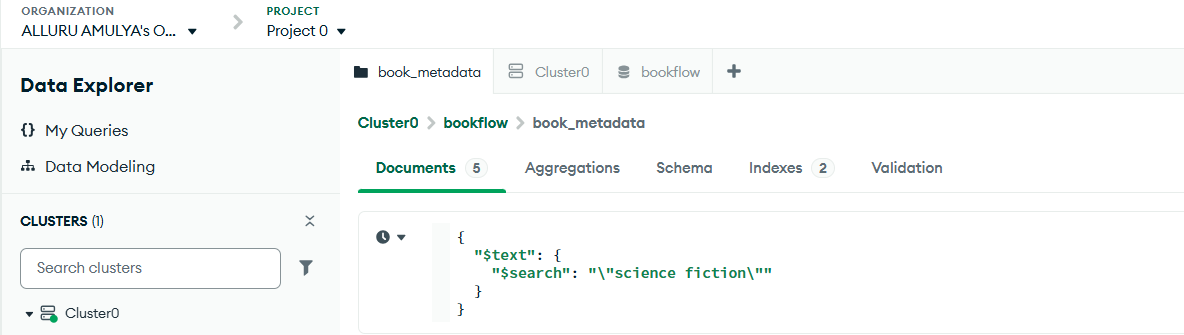 ORGANIZATION
ALLURU AMULYA's O...
PROJECT
Project 0
Data Explorer
{} My Queries
Data Modeling
CLUSTERS (1)
Search clusters
Cluster0
book_metadata
Cluster0
bookflow
+
Cluster0 > bookflow > book_metadata
Documents 5
Aggregations
Schema
Indexes 2
Validation
{
"$text": {
"$search": "\"science fiction\""
}
}